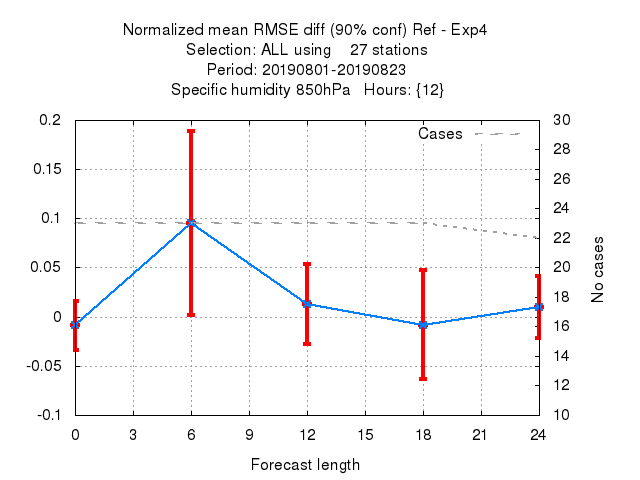 Normalized mean RMSE diff (90% conf) Ref - Exp4
Selection: ALL using    27 stations
Period: 20190801-20190823
Specific humidity 850hPa   Hours: {12}
Cases
0.2
0.15
0.1
0.05
0
-0.05
-0.1
30
28
26
24
22
20
18
16
14
12
10
No cases
0 3 6 9 12 15 18 21 24
Forecast length